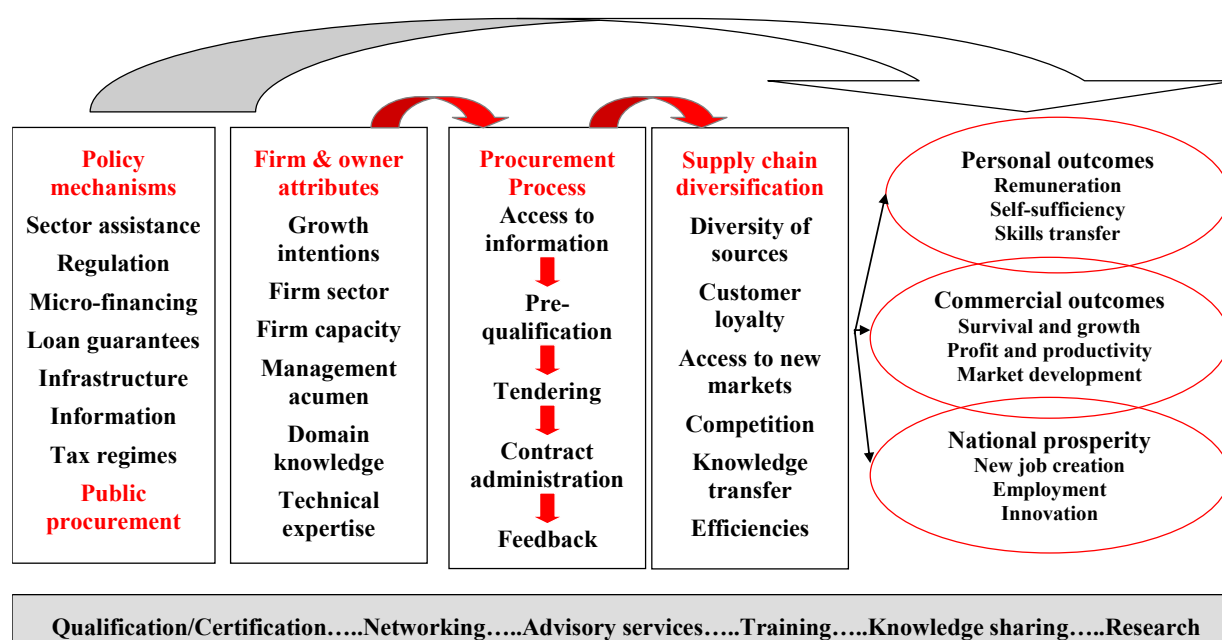 Policy
mechanisms
Sector assistance
Regulation
Micro-financing
Loan guarantees
Infrastructure
Information
Tax regimes
Public
procurement
Firm & owner
attributes
Growth
intentions
Firm sector
Firm capacity
Management
acumen
Domain
knowledge
Technical
expertise
Procurement
Process
Access to
information
Pre-
qualification
Tendering
Contract
administration
Feedback
Supply chain
diversification
Diversity of
sources
Customer
loyalty
Access to new
markets
Competition
Knowledge
transfer
Efficiencies
Personal outcomes
Remuneration
Self-sufficiency
Skills transfer
Commercial outcomes
Survival and growth
Profit and productivity
Market development
National prosperity
New job creation
Employment
Innovation
Qualification/Certification…..Networking…..Advisory services…..Training…..Knowledge sharing…..Research